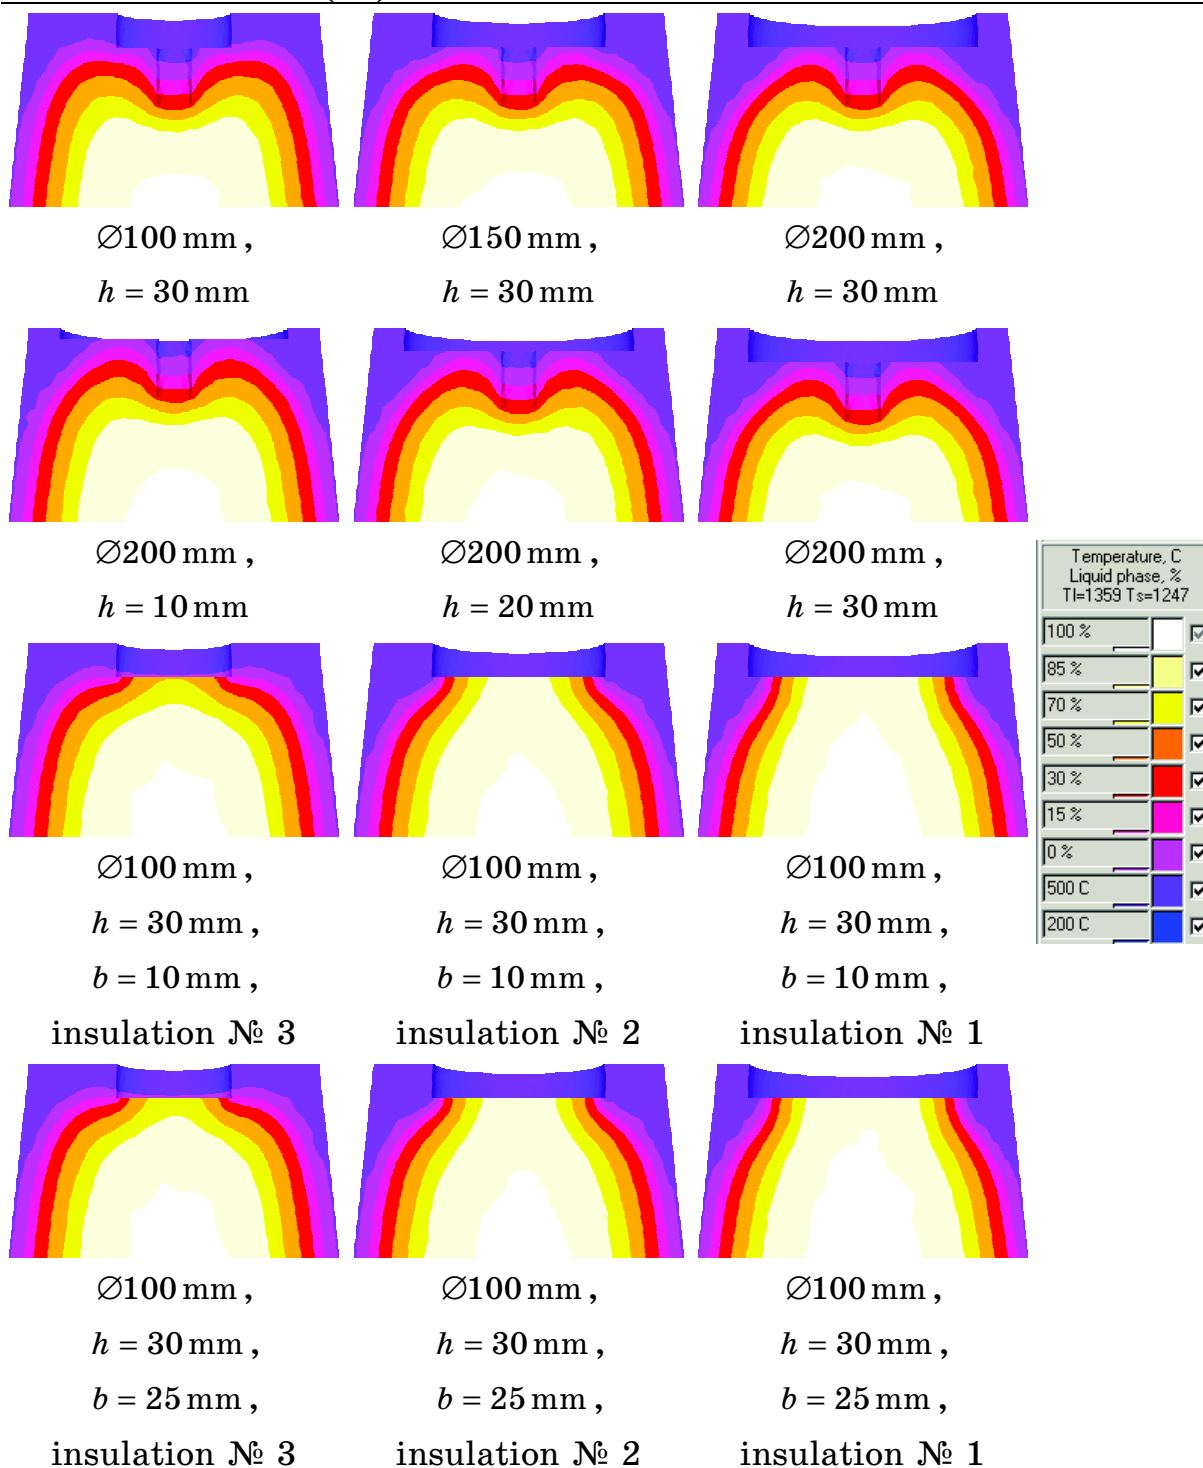 ∅100 mm ,
h = 30 mm
∅150 mm ,
h = 30 mm
∅200 mm ,
h = 30 mm
∅200 mm ,
h = 10 mm
∅200 mm ,
h = 20 mm
∅200 mm ,
h = 30 mm
Temperature, C
Liquid phase, %
Tl=1359 Ts=1247
100 %
85 %
70 %
50 %
30 %
15 %
0 %
500 C
200 C
∅100 mm ,
h = 30 mm ,
b = 10 mm ,
insulation № 3
∅100 mm ,
h = 30 mm ,
b = 10 mm ,
insulation № 2
∅100 mm ,
h = 30 mm ,
b = 10 mm ,
insulation № 1
∅100 mm ,
h = 30 mm ,
b = 25 mm ,
insulation № 3
∅100 mm ,
h = 30 mm ,
b = 25 mm ,
insulation № 2
∅100 mm ,
h = 30 mm ,
b = 25 mm ,
insulation № 1